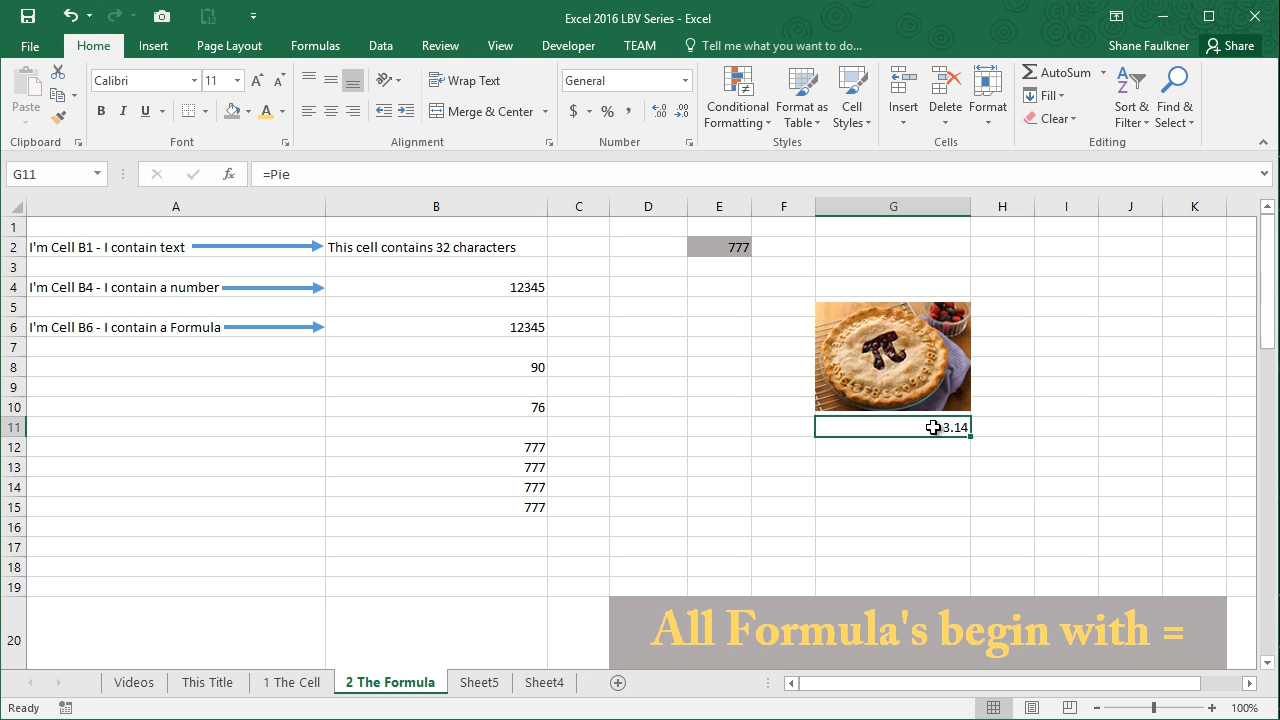 Excel 2016 LBV Series - Excel
File Home Insert Page Layout Formulas Data Review View Developer TEAM Tell me what you want to do... Shane Faulkner Share
Paste
Calibri 11
B I U
Wrap Text
Merge & Center
General
$ % ,
Conditional Formatting
Format as Table
Cell Styles
Insert Delete Format
AutoSum
Fill
Clear
Sort & Filter
Find & Select
Clipboard Font Alignment Number Styles Cells Editing
G11 fx =Pie
A B C D E F G H I J K
1
2 I'm Cell B1 - I contain text This cell contains 32 characters 777
3
4 I'm Cell B4 - I contain a number 12345
5
6 I'm Cell B6 - I contain a Formula 12345
7
8 90
π
9
10 76
11 3.14
12 777
13 777
14 777
15 777
16
17
18
19
20 All Formula's begin with =
Videos This Title 1 The Cell 2 The Formula Sheet5 Sheet4
Ready 100%